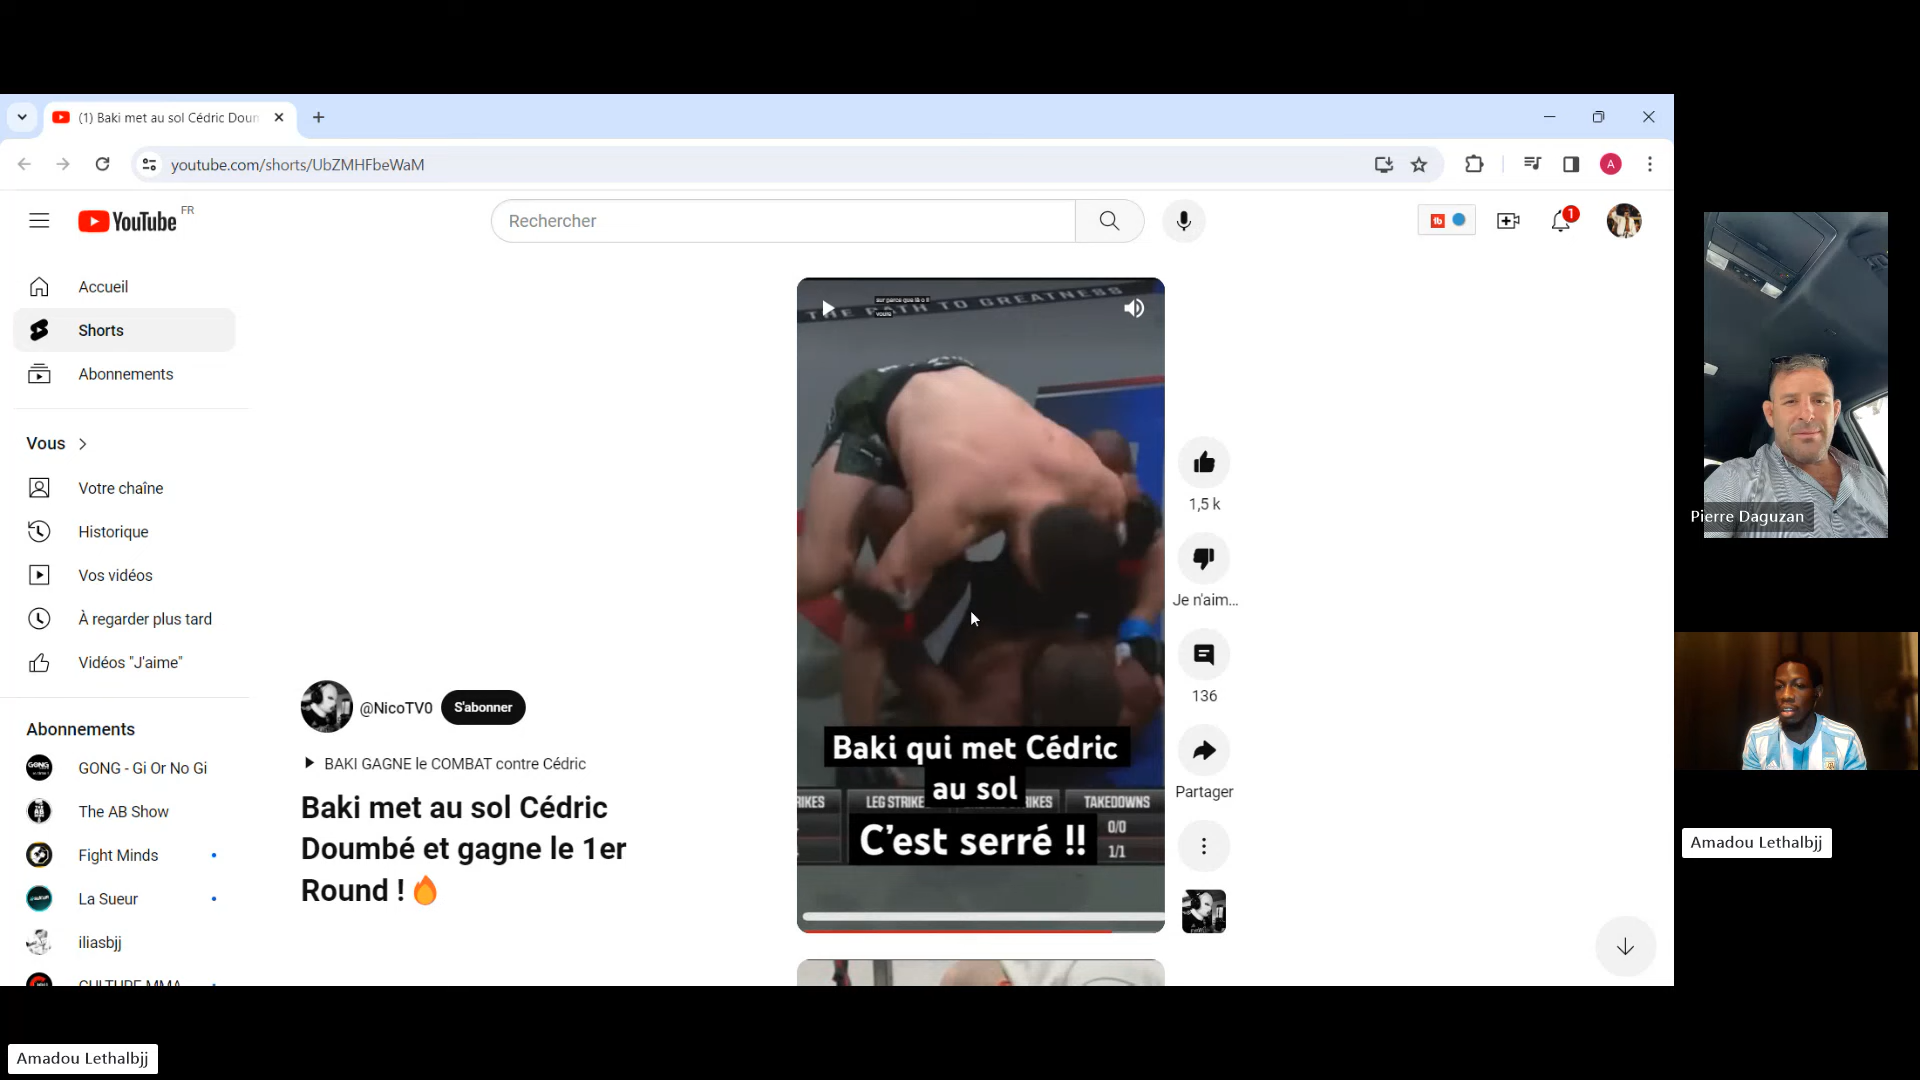 (1) Baki met au sol Cédric Doum
youtube.com/shorts/UbZMHFbeWaM
A
YouTube FR
Rechercher
1
Accueil
Shorts
Abonnements
Vous
Votre chaîne
Historique
Vos vidéos
À regarder plus tard
Vidéos "J'aime"
Abonnements
GONG - Gi Or No Gi
The AB Show
Fight Minds
La Sueur
iliasbjj
CULTURE MMA
@NicoTV0
S'abonner
BAKI GAGNE le COMBAT contre Cédric
Baki met au sol Cédric
Doumbé et gagne le 1er
Round !
THE PATH TO GREATNESS
Baki qui met Cédric
au sol
LEG STRIKE
TAKEDOWNS
0/0
C'est serré !!
1/1
1,5 k
Je n'aim...
136
Partager
Pierre Daguzan
Amadou Lethalbjj
Amadou Lethalbjj